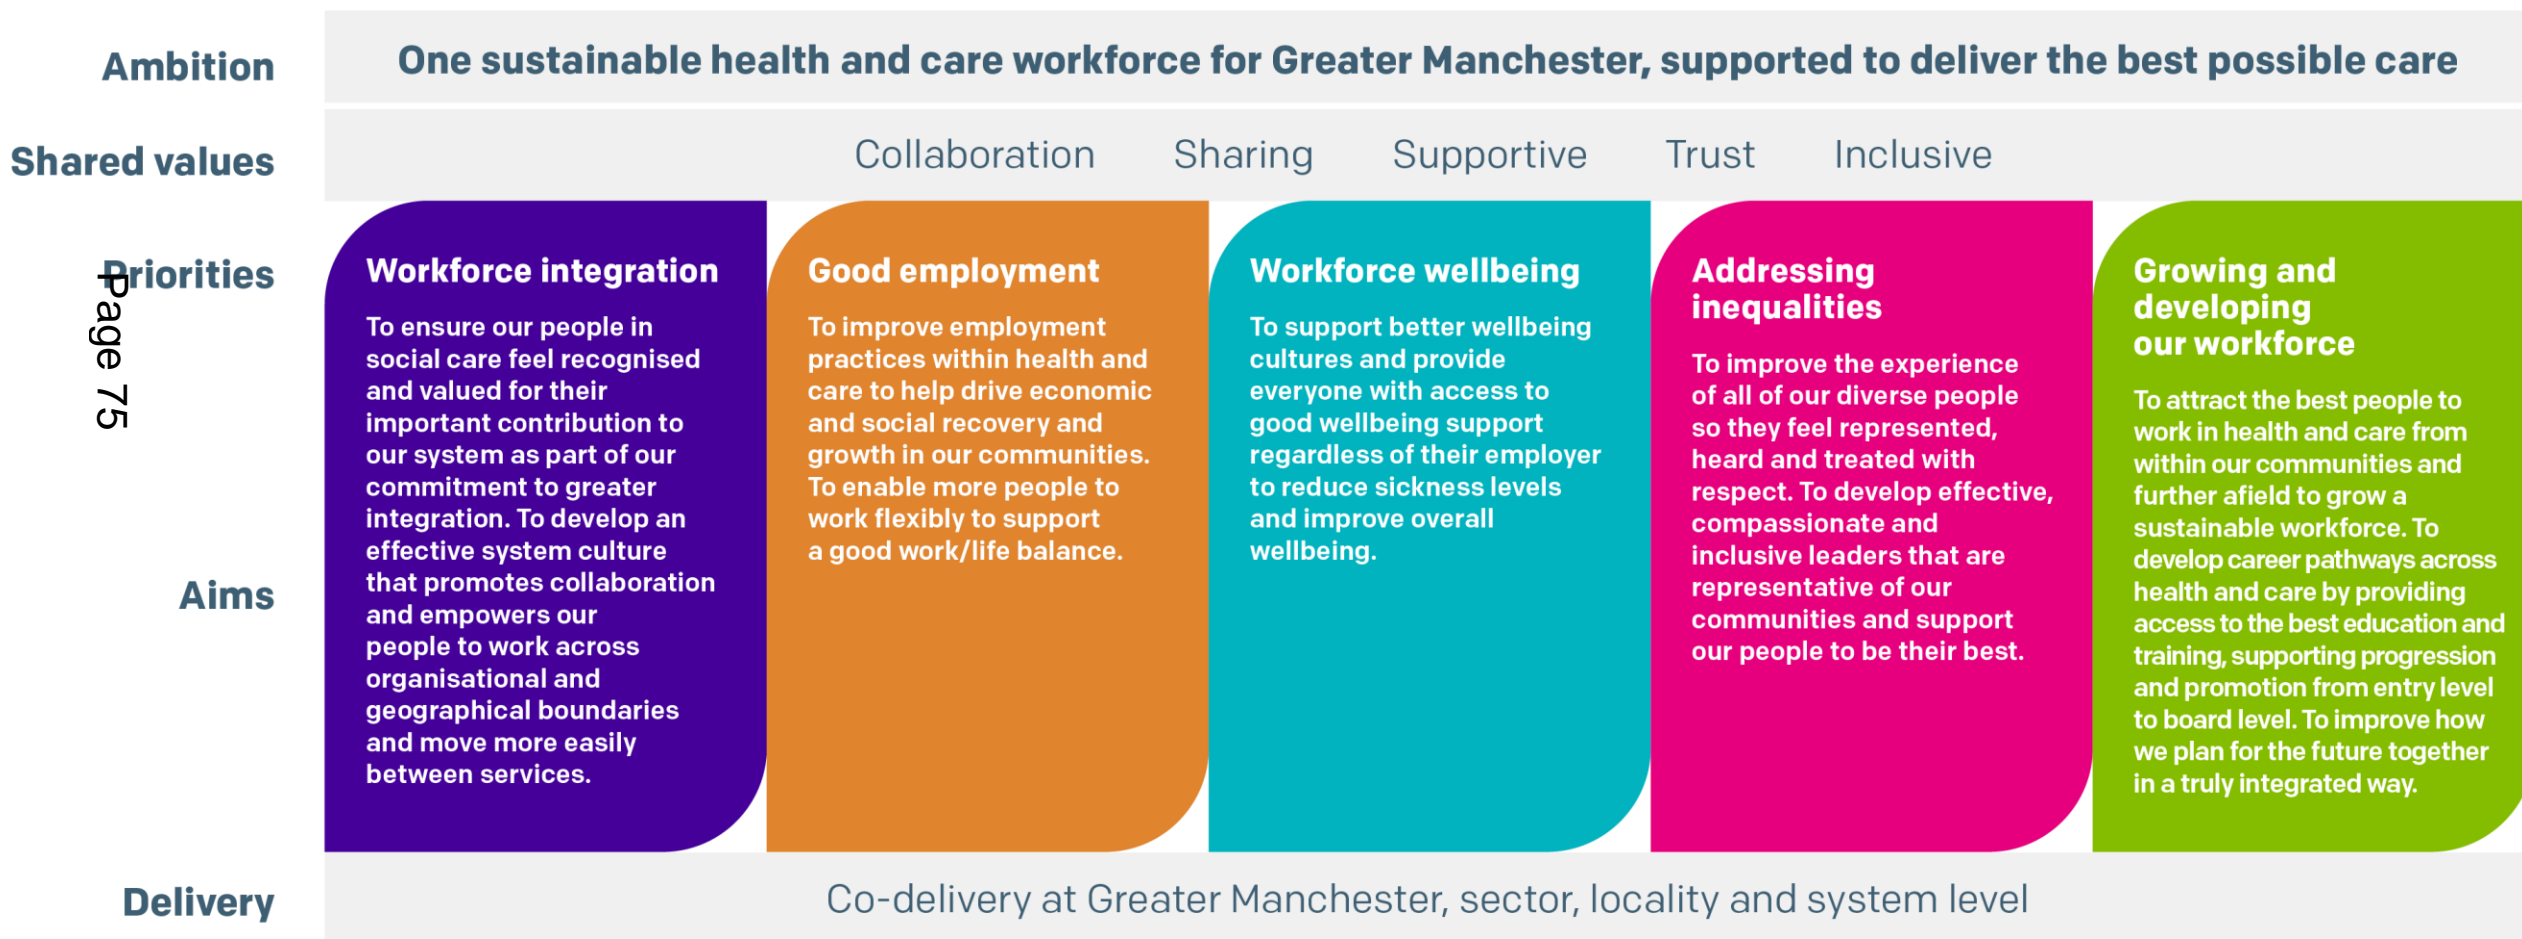 Ambition
One sustainable health and care workforce for Greater Manchester, supported to deliver the best possible care
Shared values
Collaboration Sharing Supportive Trust Inclusive
Priorities
Page 75
Workforce integration
To ensure our people in
social care feel recognised
and valued for their
important contribution to
our system as part of our
commitment to greater
integration. To develop an
effective system culture
that promotes collaboration
and empowers our
people to work across
organisational and
geographical boundaries
and move more easily
between services.
Good employment
To improve employment
practices within health and
care to help drive economic
and social recovery and
growth in our communities.
To enable more people to
work flexibly to support
a good work/life balance.
Workforce wellbeing
To support better wellbeing
cultures and provide
everyone with access to
good wellbeing support
regardless of their employer
to reduce sickness levels
and improve overall
wellbeing.
Addressing
inequalities
To improve the experience
of all of our diverse people
so they feel represented,
heard and treated with
respect. To develop effective,
compassionate and
inclusive leaders that are
representative of our
communities and support
our people to be their best.
Growing and
developing
our workforce
To attract the best people to
work in health and care from
within our communities and
further afield to grow a
sustainable workforce. To
develop career pathways across
health and care by providing
access to the best education and
training, supporting progression
and promotion from entry level
to board level. To improve how
we plan for the future together
in a truly integrated way.
Aims
Delivery
Co-delivery at Greater Manchester, sector, locality and system level